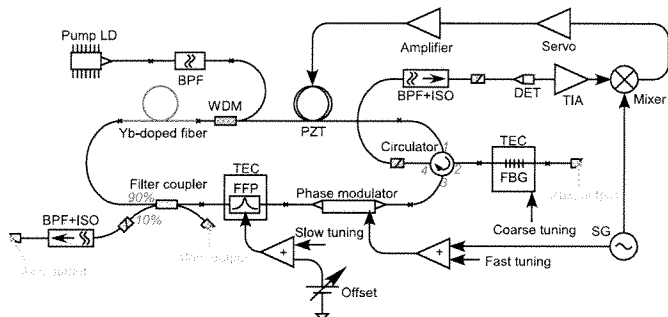 Pump LD
BPF
Amplifier
Servo
BPF+ISO
DET
TIA
Mixer
WDM
Yb-doped fiber
PZT
Circulator
1
2
3
4
TEC
FBG
Filter coupler
90%
10%
TEC
FFP
Phase modulator
Coarse tuning
SG
BPF+ISO
Slow tuning
+
+
Fast tuning
Offset